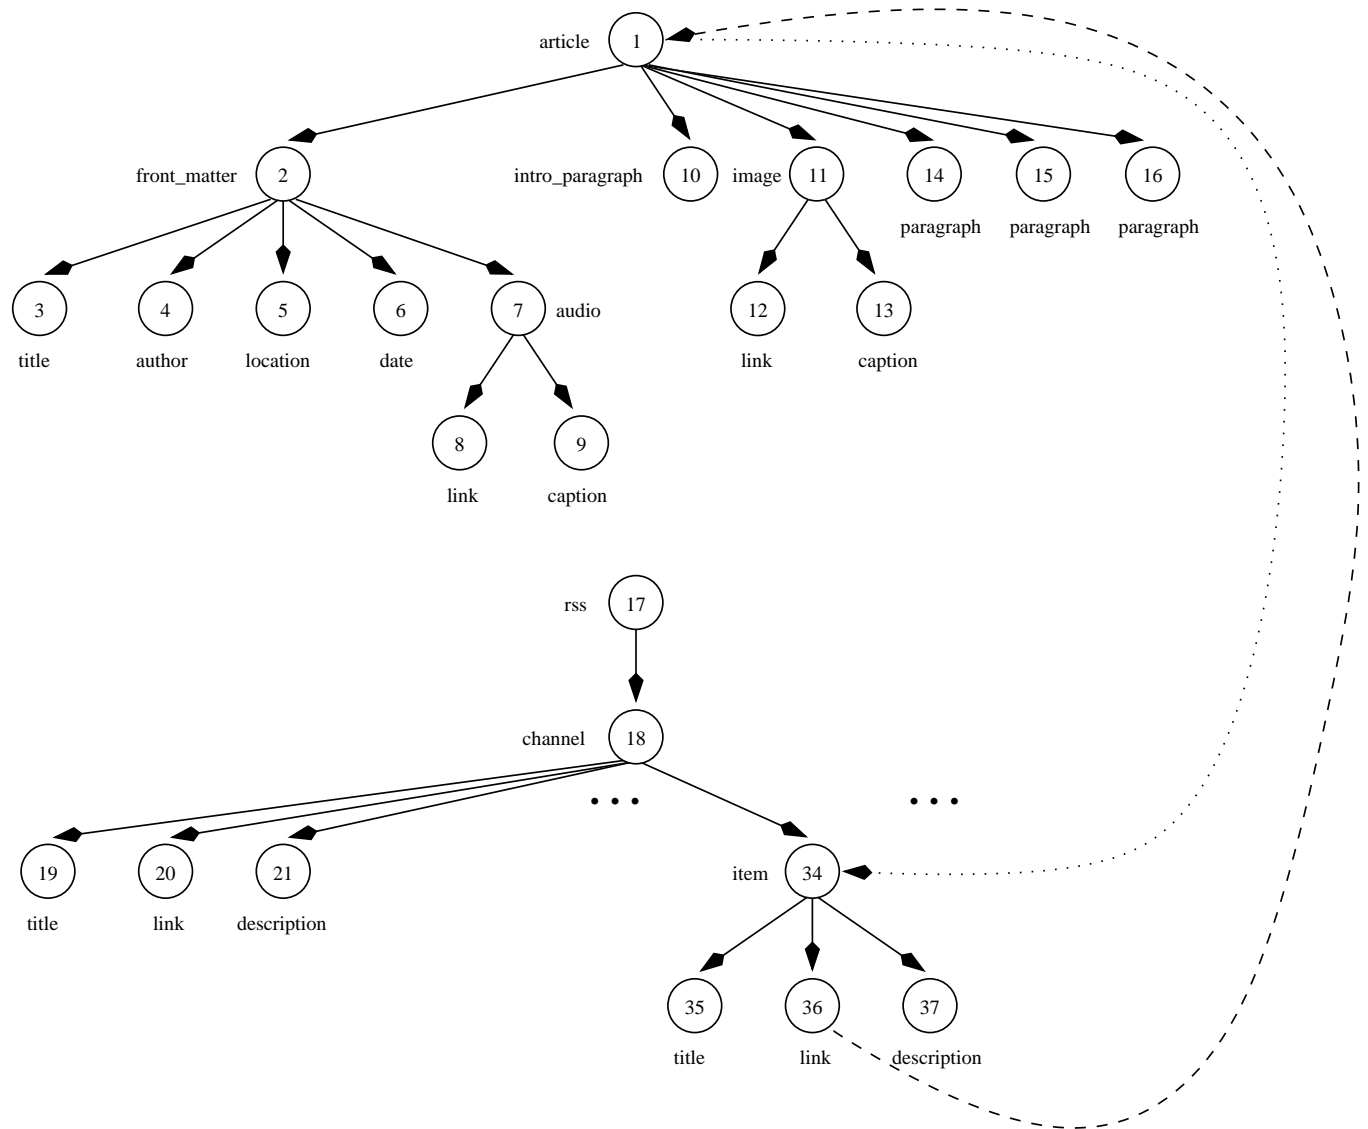 article 1
front_matter 2
intro_paragraph 10
image 11
14
15
16
paragraph
paragraph
paragraph
3
4
5
6
7 audio
12
13
title
author
location
date
link
caption
8
9
link
caption
rss 17
channel 18
• • •
• • •
19
20
21
item 34
title
link
description
35
36
37
title
link
description